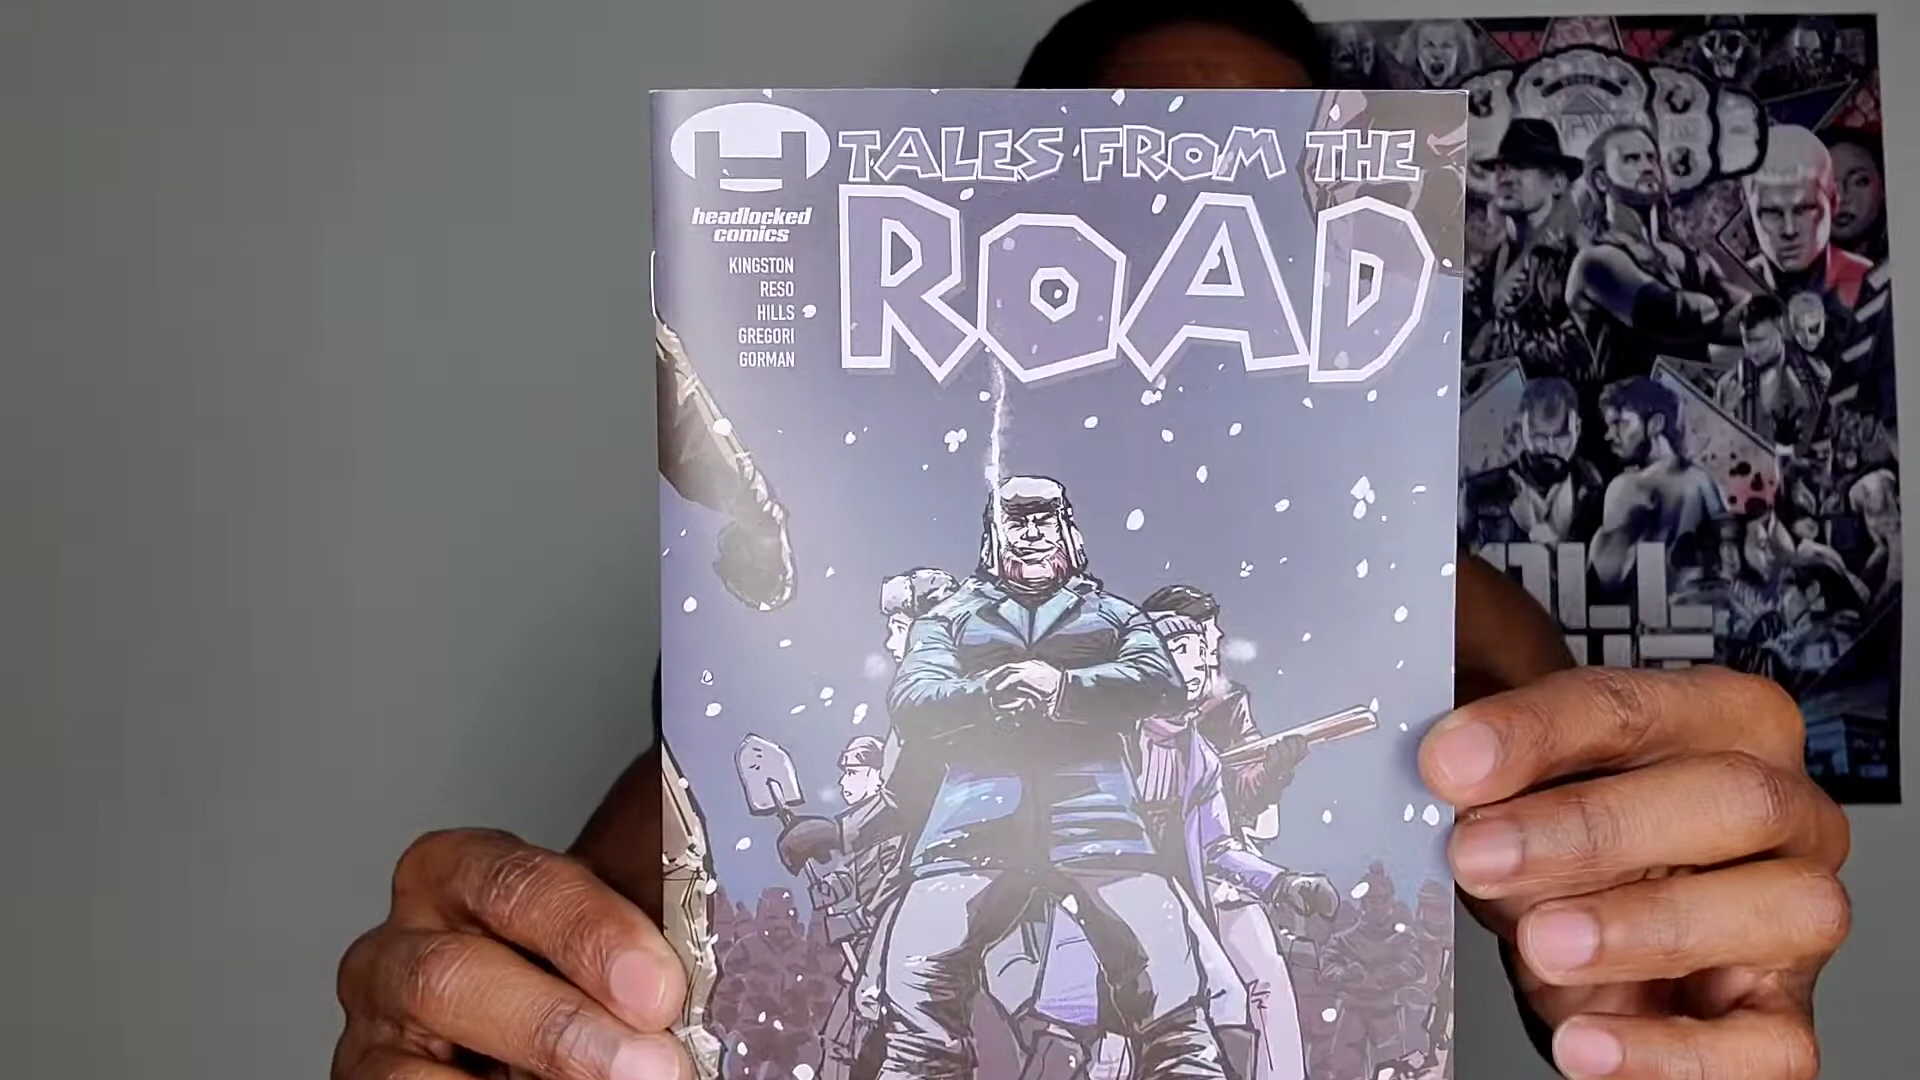 TALES FROM THE
ROAD
headlocked
comics
KINGSTON
RESO
HILLS
GREGORI
GORMAN